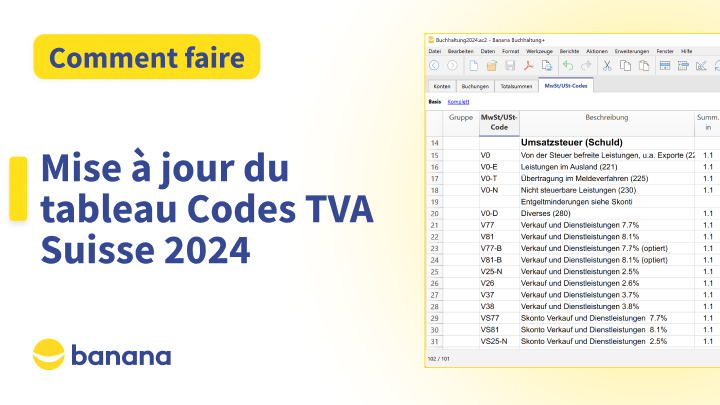 Comment faire
Mise à jour du
tableau Codes TVA
Suisse 2024
banana
Buchhaltung2024.ac2 - Banana Buchhaltung+
Datei Bearbeiten Daten Format Werkzeuge Berichte Aktionen Erweiterungen Fenster Hilfe
Konten Buchungen Totalsummen MwSt/USt-Codes
Basis Komplett
Gruppe MwSt/USt-Code Beschreibung Summ. in
14 Umsatzsteuer (Schuld)
15 V0 Von der Steuer befreite Leistungen, u.a. Exporte (22 1.1
16 V0-E Leistungen im Ausland (221) 1.1
17 V0-T Übertragung im Meldeverfahren (225) 1.1
18 V0-N Nicht steuerbare Leistungen (230) 1.1
19 Entgeltminderungen siehe Skonti
20 V0-D Diverses (280) 1.1
21 V77 Verkauf und Dienstleistungen 7.7% 1.1
22 V81 Verkauf und Dienstleistungen 8.1% 1.1
23 V77-B Verkauf und Dienstleistungen 7.7% (optiert) 1.1
24 V81-B Verkauf und Dienstleistungen 8.1% (optiert) 1.1
25 V25-N Verkauf und Dienstleistungen 2.5% 1.1
26 V26 Verkauf und Dienstleistungen 2.6% 1.1
27 V37 Verkauf und Dienstleistungen 3.7% 1.1
28 V38 Verkauf und Dienstleistungen 3.8% 1.1
29 VS77 Skonto Verkauf und Dienstleistungen 7.7% 1.1
30 VS81 Skonto Verkauf und Dienstleistungen 8.1% 1.1
31 VS25-N Skonto Verkauf und Dienstleistungen 2.5% 1.1
102 / 101